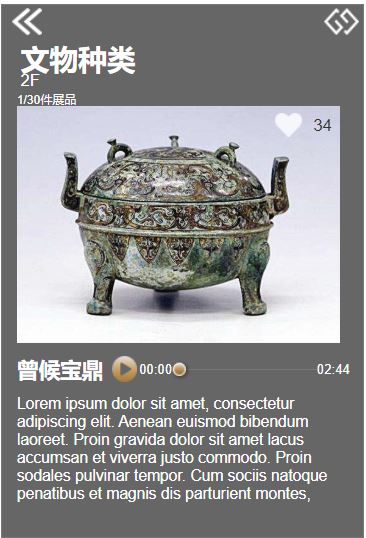 文物种类
2F
1/30件展品
34
曾候宝鼎 00:00 02:44
Lorem ipsum dolor sit amet, consectetur
adipiscing elit. Aenean euismod bibendum
laoreet. Proin gravida dolor sit amet lacus
accumsan et viverra justo commodo. Proin
sodales pulvinar tempor. Cum sociis natoque
penatibus et magnis dis parturient montes,